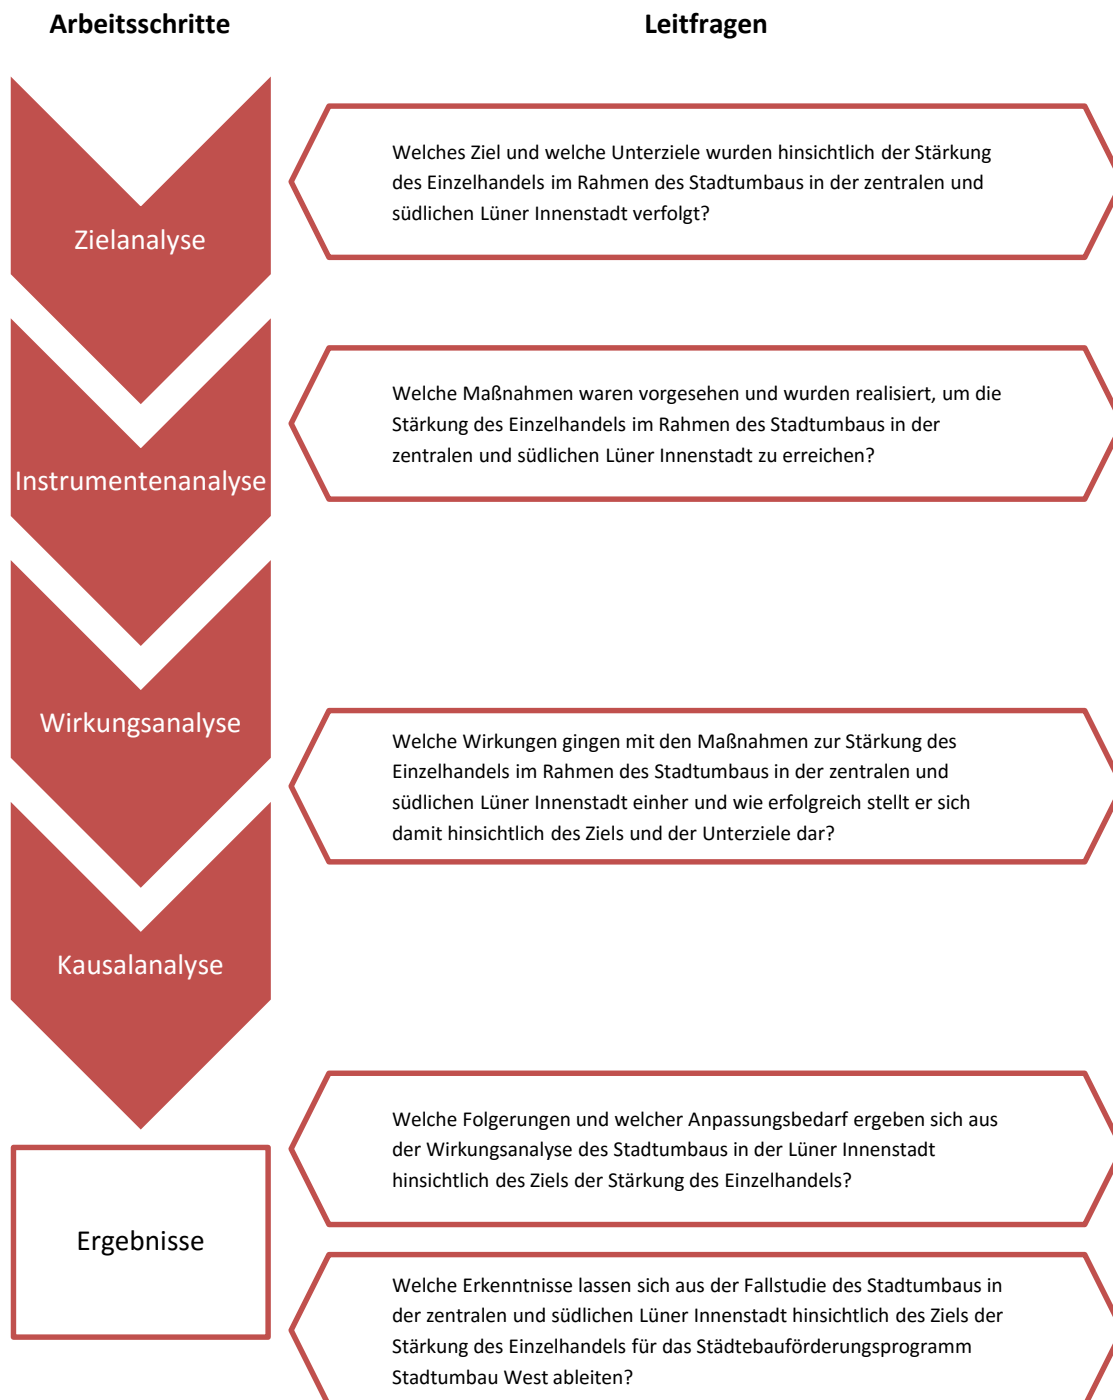 Arbeitsschritte
Leitfragen
Zielanalyse
Welches Ziel und welche Unterziele wurden hinsichtlich der Stärkung
des Einzelhandels im Rahmen des Stadtumbaus in der zentralen und
südlichen Lüner Innenstadt verfolgt?
Instrumentenanalyse
Welche Maßnahmen waren vorgesehen und wurden realisiert, um die
Stärkung des Einzelhandels im Rahmen des Stadtumbaus in der
zentralen und südlichen Lüner Innenstadt zu erreichen?
Wirkungsanalyse
Welche Wirkungen gingen mit den Maßnahmen zur Stärkung des
Einzelhandels im Rahmen des Stadtumbaus in der zentralen und
südlichen Lüner Innenstadt einher und wie erfolgreich stellt er sich
damit hinsichtlich des Ziels und der Unterziele dar?
Kausalanalyse
Ergebnisse
Welche Folgerungen und welcher Anpassungsbedarf ergeben sich aus
der Wirkungsanalyse des Stadtumbaus in der Lüner Innenstadt
hinsichtlich des Ziels der Stärkung des Einzelhandels?
Welche Erkenntnisse lassen sich aus der Fallstudie des Stadtumbaus in
der zentralen und südlichen Lüner Innenstadt hinsichtlich des Ziels der
Stärkung des Einzelhandels für das Städtebauförderungsprogramm
Stadtumbau West ableiten?